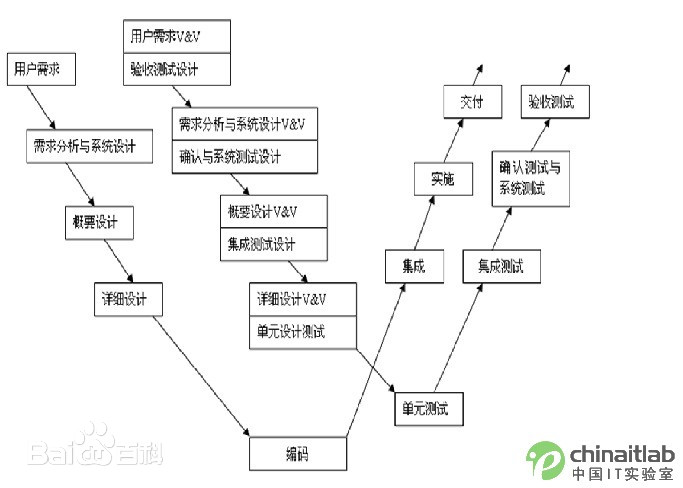 用户需求V&V
验收测试设计
用户需求
交付
验收测试
需求分析与系统设计V&V
确认与系统测试设计
需求分析与系统设计
确认测试与
系统测试
实施
概要设计V&V
集成测试设计
概要设计
集成
集成测试
详细设计
详细设计V&V
单元设计测试
单元测试
编码
Bai百科
chinaitlab
中国IT实验室